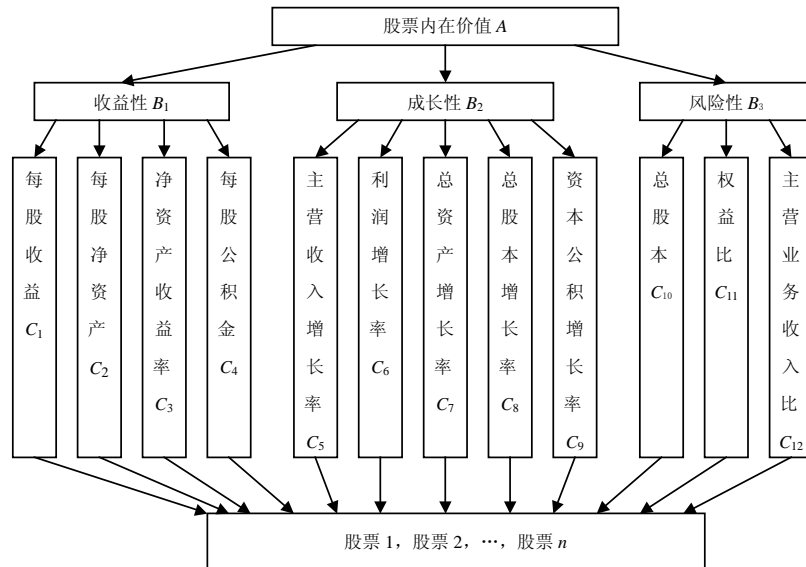 股票内在价值 A
收益性 B1
成长性 B2
风险性 B3
每股收益 C1
每股净资产 C2
净资产收益率 C3
每股公积金 C4
主营收入增长率 C5
利润增长率 C6
总资产增长率 C7
总股本增长率 C8
资本公积增长率 C9
总股本 C10
权益比 C11
主营业务收入比 C12
股票 1，股票 2，…，股票 n